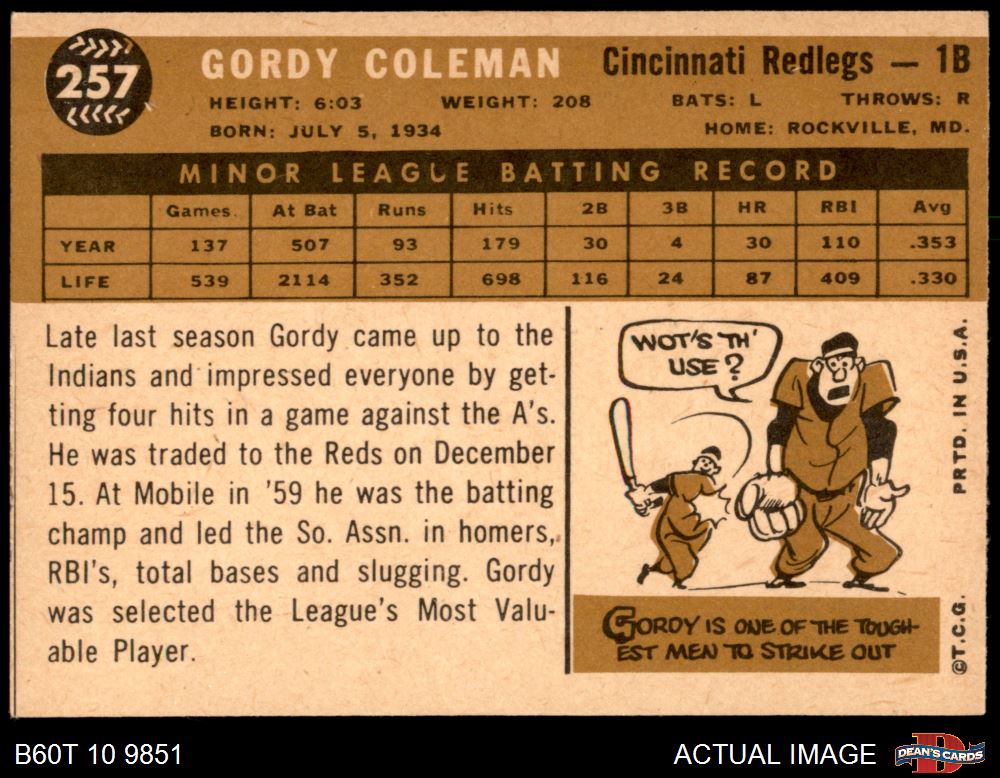 257
GORDY COLEMAN Cincinnati Redlegs — 1B
HEIGHT: 6:03 WEIGHT: 208 BATS: L THROWS: R
BORN: JULY 5, 1934 HOME: ROCKVILLE, MD.
MINOR LEAGUE BATTING RECORD
Games. At Bat Runs Hits 2B 3B HR RBI Avg
YEAR 137 507 93 179 30 4 30 110 .353
LIFE 539 2114 352 698 116 24 87 409 .330
Late last season Gordy came up to the
Indians and impressed everyone by get-
ting four hits in a game against the A's.
He was traded to the Reds on December
15. At Mobile in '59 he was the batting
champ and led the So. Assn. in homers,
RBI's, total bases and slugging. Gordy
was selected the League's Most Valu-
able Player.
WOT'S TH'
USE?
GORDY IS ONE OF THE TOUGH-
EST MEN TO STRIKE OUT
©T.C.G. PRTD. IN U.S.A.
B60T 10 9851 ACTUAL IMAGE
D
DEAN'S CARDS